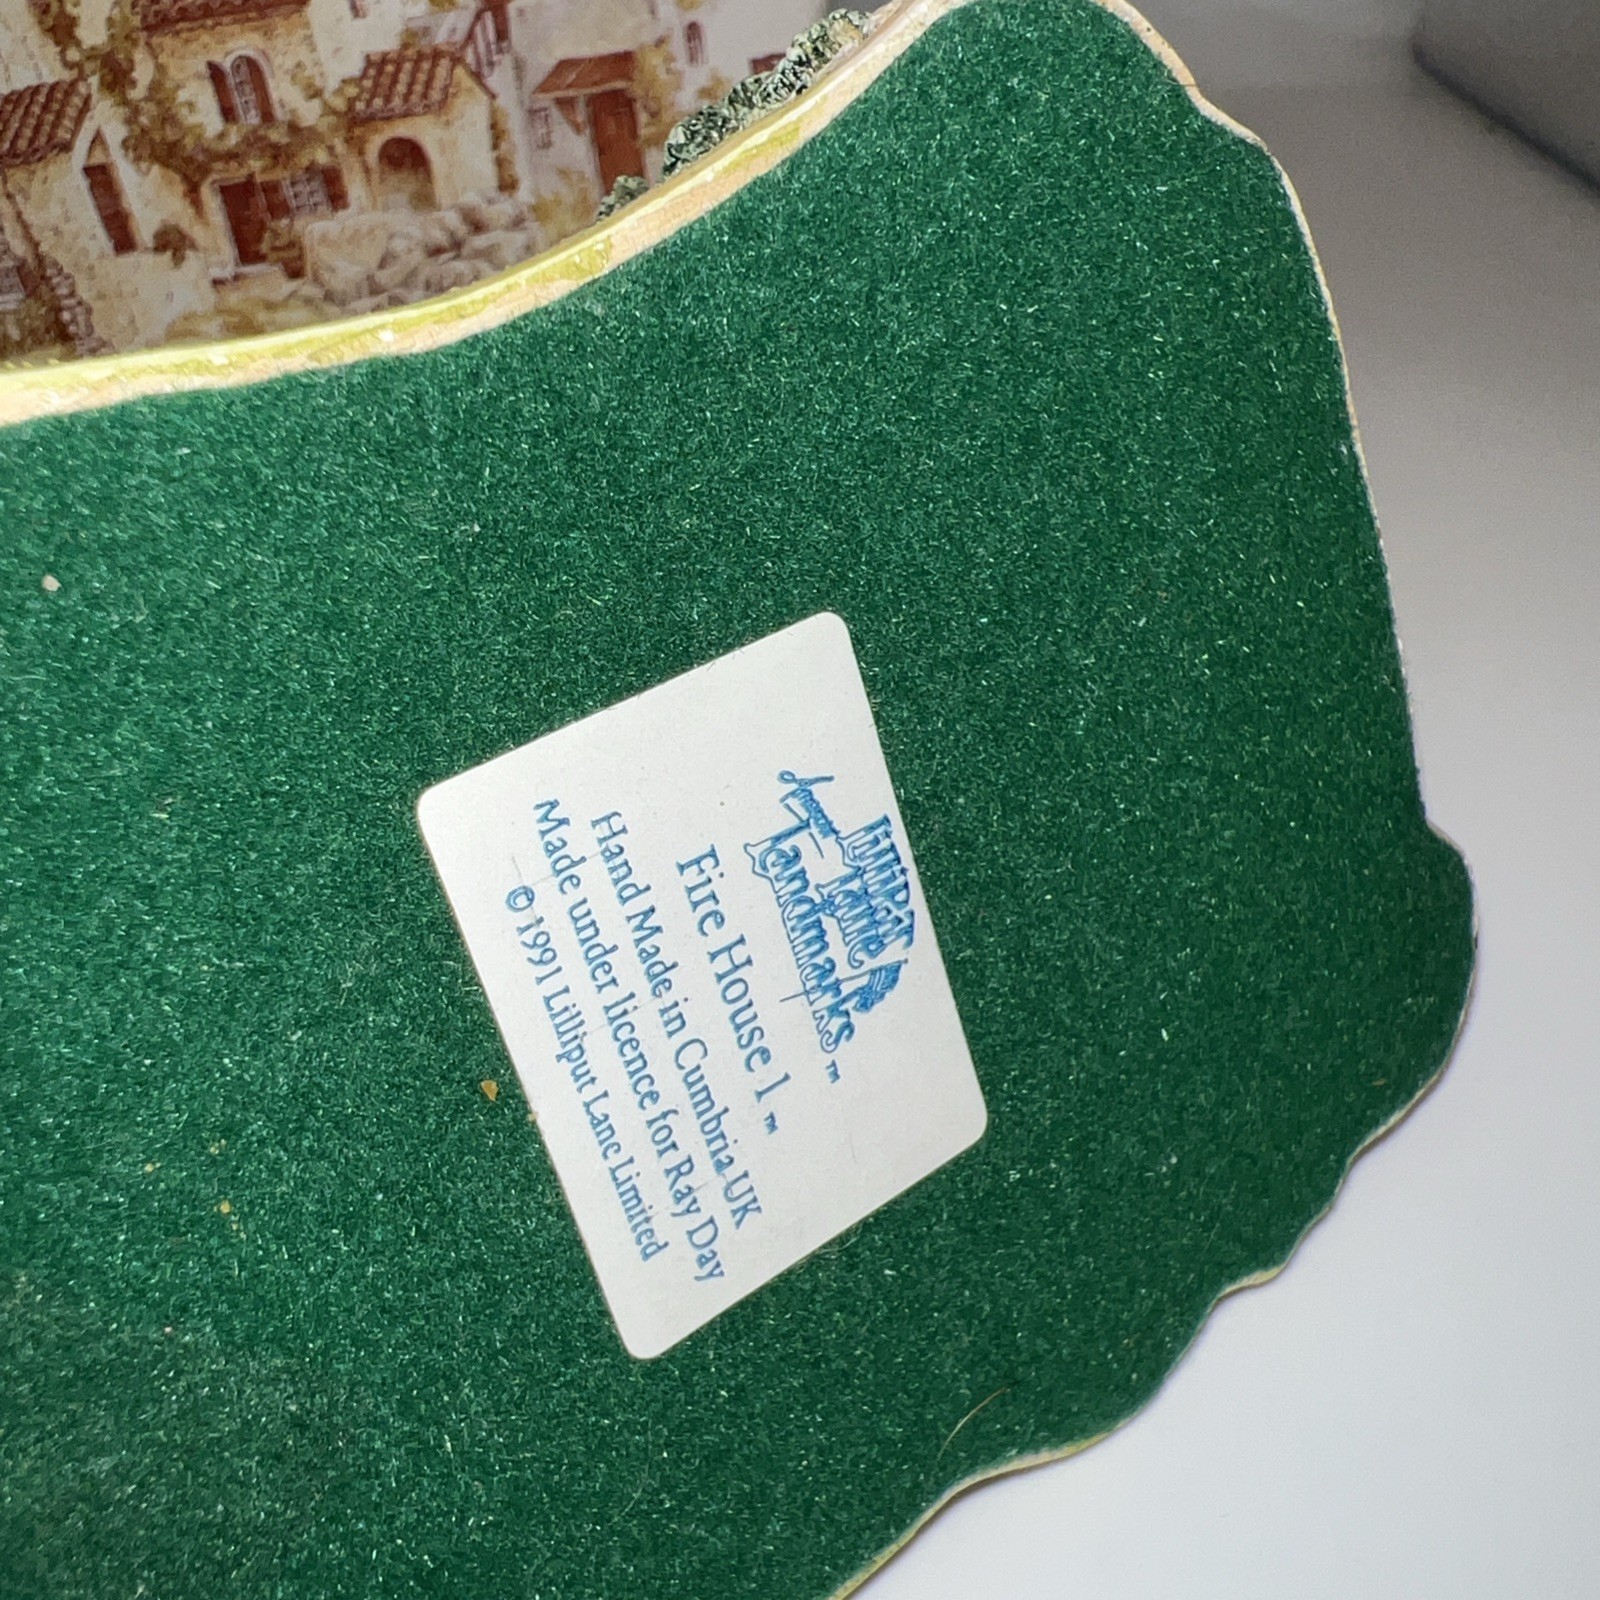 Lilliput Lane
American Landmarks™
Fire House 1™
Hand Made in Cumbria UK
Made under licence for Ray Day
© 1991 Lilliput Lane Limited